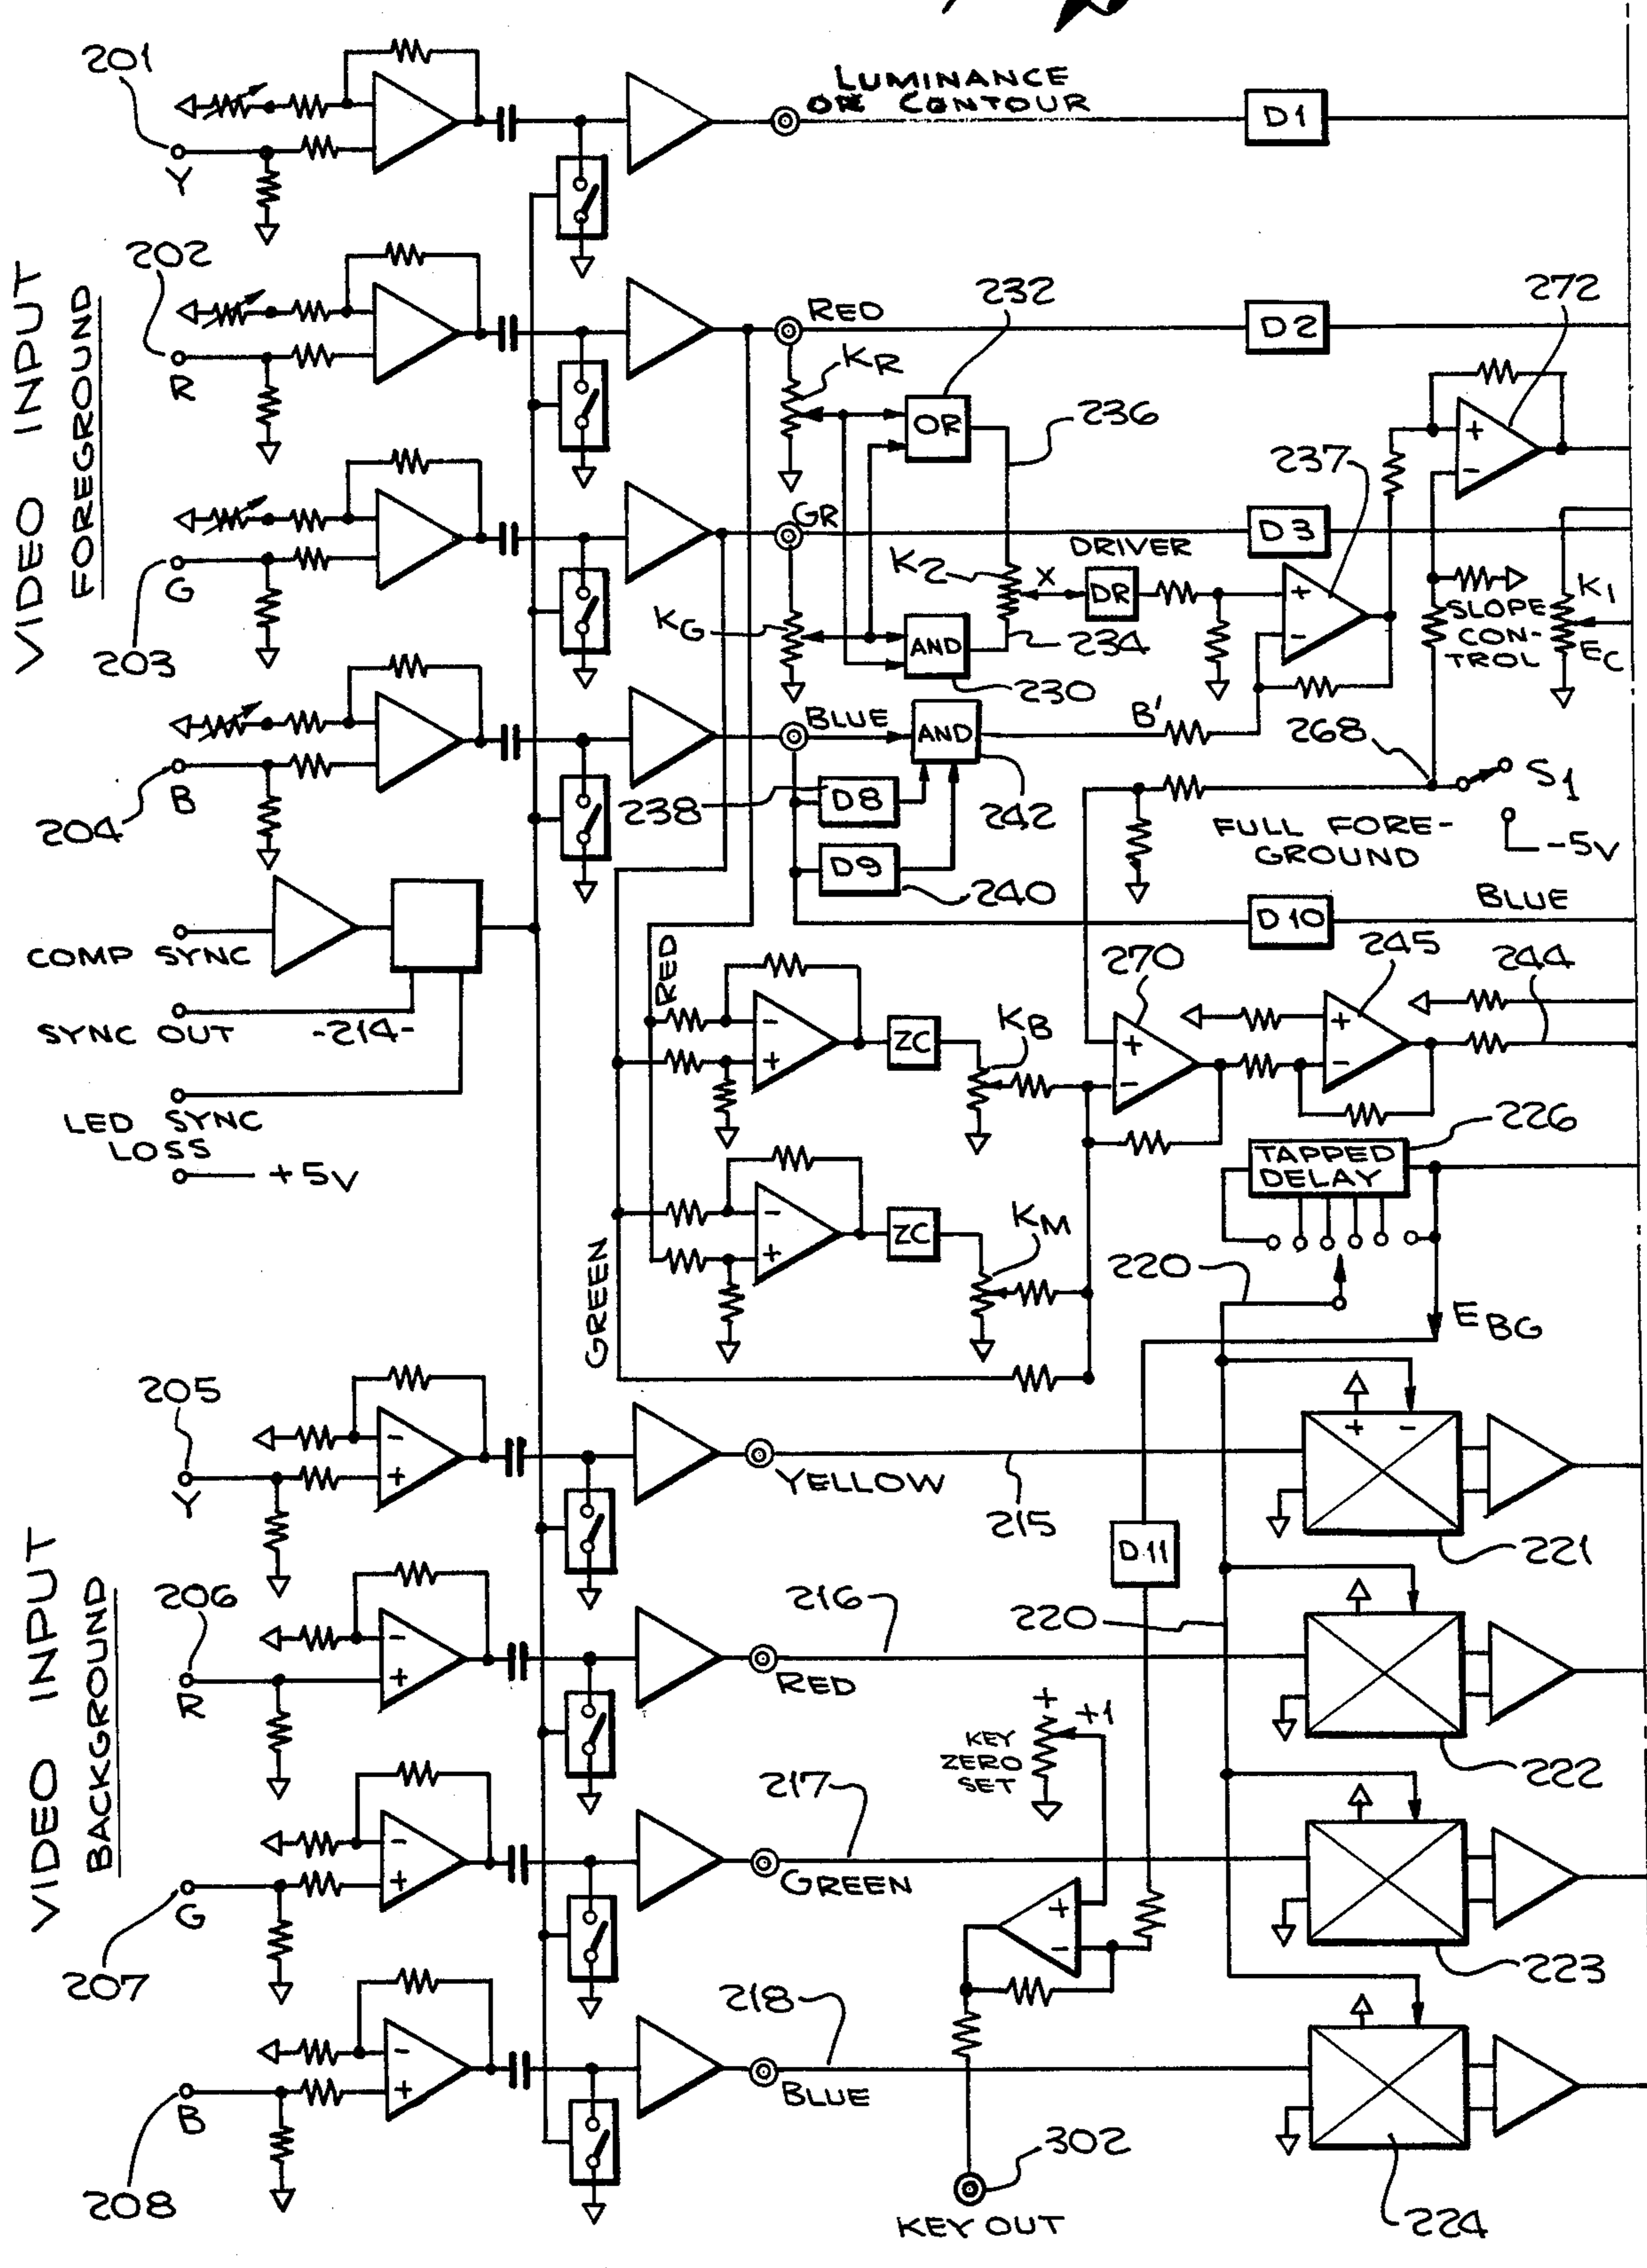 201
LUMINANCE
OR CONTOUR
D1
Y
VIDEO INPUT
FOREGROUND
202
R
RED
KR
232
OR
236
D2
272
+
-
203
G
GR
KG
K2
X
DRIVER
DR
AND
234
230
D3
237
+
-
SLOPE
CON-
TROL
K1
EC
204
B
BLUE
AND
B'
242
268
S1
238
D8
D9
240
FULL FORE-
GROUND
-5V
D10
BLUE
COMP SYNC
SYNC OUT
-214-
LED SYNC
LOSS
+5V
RED
-
+
ZC
KB
270
+
-
245
+
-
244
GREEN
-
+
ZC
KM
226
TAPPED
DELAY
220
EBG
VIDEO INPUT
BACKGROUND
205
Y
-
+
YELLOW
215
D11
+ -
221
206
R
-
+
216
RED
220
222
+
+1
KEY
ZERO
SET
207
G
-
+
217
GREEN
+
-
223
208
B
-
+
218
BLUE
302
KEY OUT
224